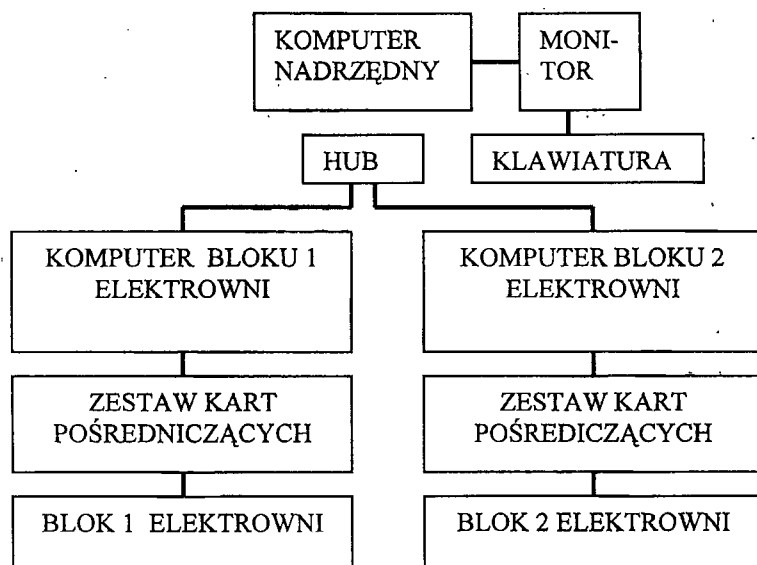 KOMPUTER
NADRZĘDNY
MONI-
TOR
HUB
KLAWIATURA
KOMPUTER BLOKU 1
ELEKTROWNI
KOMPUTER BLOKU 2
ELEKTROWNI
ZESTAW KART
POŚREDNICZĄCYCH
ZESTAW KART
POŚREDICZĄCYCH
BLOK 1 ELEKTROWNI
BLOK 2 ELEKTROWNI